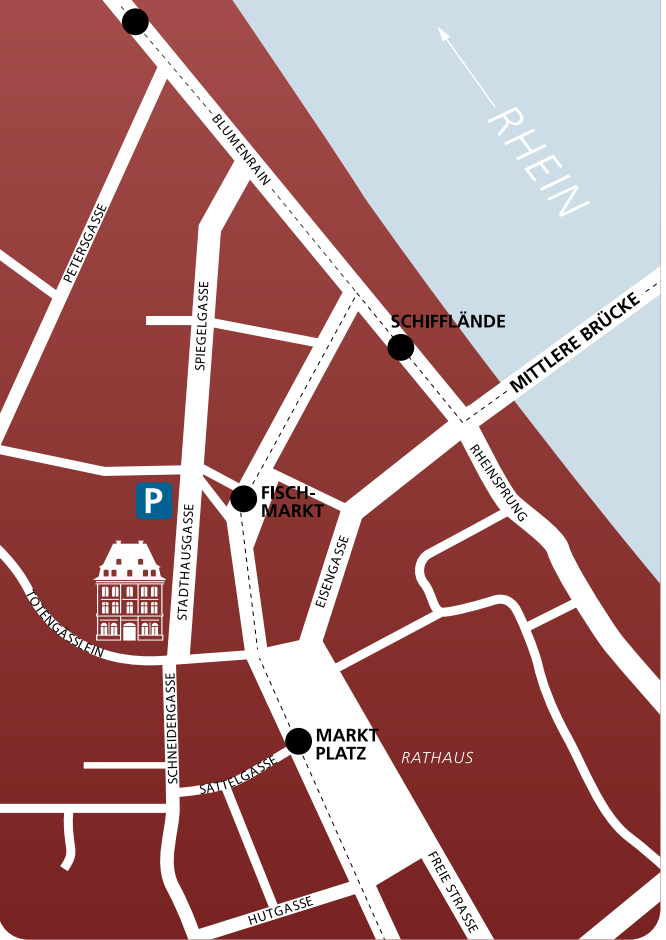 BLUMENRAIN
RHEIN
PETERSGASSE
SPIEGELGASSE
SCHIFFLÄNDE
MITTLERE BRÜCKE
RHEINSPRUNG
P
FISCH-
MARKT
STADTHAUSGASSE
EISENGASSE
TOTENGÄSSLEIN
SCHNEIDERGASSE
MARKT
PLATZ
RATHAUS
SATTELGASSE
FREIE STRASSE
HUTGASSE